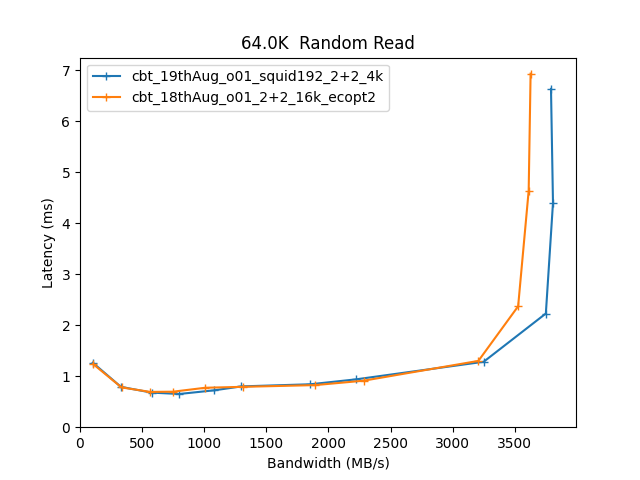 64.0K  Random Read
cbt_19thAug_o01_squid192_2+2_4k
cbt_18thAug_o01_2+2_16k_ecopt2
7
6
5
4
3
2
1
0
Latency (ms)
0 500 1000 1500 2000 2500 3000 3500
Bandwidth (MB/s)